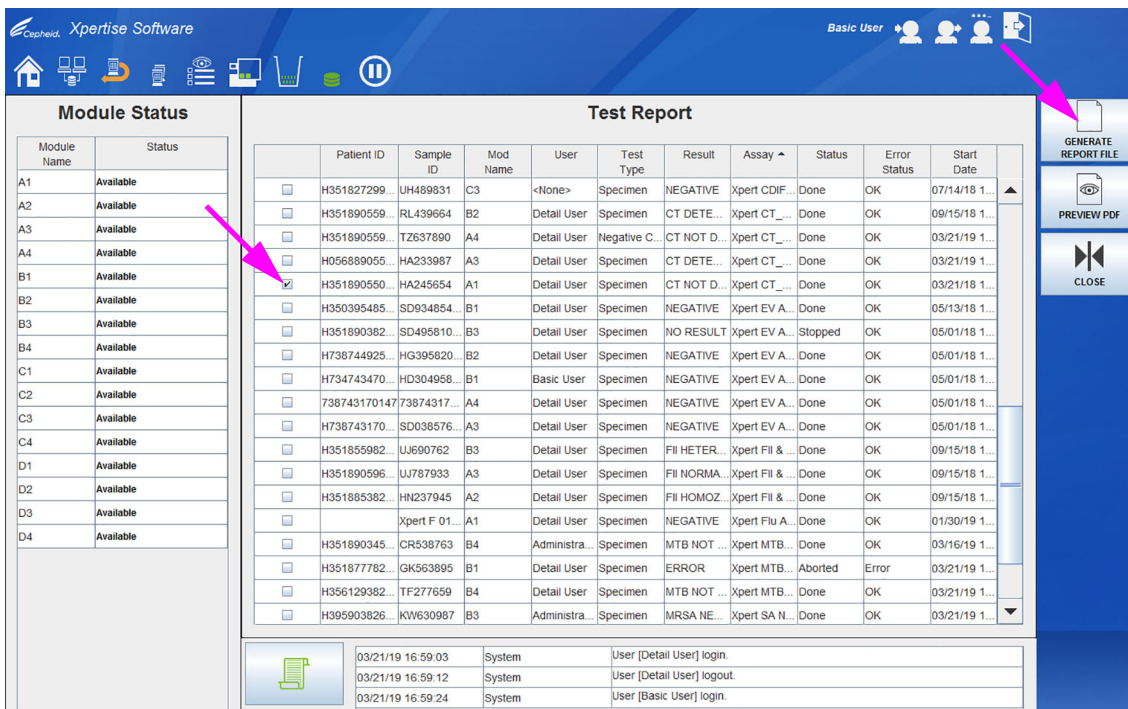 Cepheid. Xpertise Software
Basic User
Module Status
Module Name Status
A1 Available
A2 Available
A3 Available
A4 Available
B1 Available
B2 Available
B3 Available
B4 Available
C1 Available
C2 Available
C3 Available
C4 Available
D1 Available
D2 Available
D3 Available
D4 Available
Test Report
Patient ID Sample ID Mod Name User Test Type Result Assay Status Error Status Start Date
H351827299... UH489831 C3 <None> Specimen NEGATIVE Xpert CDIF... Done OK 07/14/18 1...
H351890559... RL439664 B2 Detail User Specimen CT DETE... Xpert CT_... Done OK 09/15/18 1...
H351890559... TZ637890 A4 Detail User Negative C... CT NOT D... Xpert CT_... Done OK 03/21/19 1...
H056889055... HA233987 A3 Detail User Specimen CT DETE... Xpert CT_... Done OK 03/21/19 1...
H351890550... HA245654 A1 Detail User Specimen CT NOT D... Xpert CT_... Done OK 03/21/18 1...
H350395485... SD934854... B1 Detail User Specimen NEGATIVE Xpert EV A... Done OK 05/13/18 1...
H351890382... SD495810... B3 Detail User Specimen NO RESULT Xpert EV A... Stopped OK 05/01/18 1...
H738744925... HG395820... B2 Detail User Specimen NEGATIVE Xpert EV A... Done OK 05/01/18 1...
H734743470... HD304958... B1 Basic User Specimen NEGATIVE Xpert EV A... Done OK 05/01/18 1...
738743170147 73874317... A4 Detail User Specimen NEGATIVE Xpert EV A... Done OK 05/01/18 1...
H738743170... SD038576... A3 Detail User Specimen NEGATIVE Xpert EV A... Done OK 05/01/18 1...
H351855982... UJ690762 B3 Detail User Specimen FII HETER... Xpert FII & ... Done OK 09/15/18 1...
H351890596... UJ787933 A3 Detail User Specimen FII NORMA... Xpert FII & ... Done OK 09/15/18 1...
H351885382... HN237945 A2 Detail User Specimen FII HOMOZ... Xpert FII & ... Done OK 09/15/18 1...
Xpert F 01... A1 Detail User Specimen NEGATIVE Xpert Flu A... Done OK 01/30/19 1...
H351890345... CR538763 B4 Administra... Specimen MTB NOT ... Xpert MTB... Done OK 03/16/19 1...
H351877782... GK563895 B1 Detail User Specimen ERROR Xpert MTB... Aborted Error 03/21/19 1...
H356129382... TF277659 B4 Detail User Specimen MTB NOT ... Xpert MTB... Done OK 03/21/19 1...
H395903826... KW630987 B3 Administra... Specimen MRSA NE... Xpert SA N... Done OK 03/21/19 1...
GENERATE
REPORT FILE
PREVIEW PDF
CLOSE
03/21/19 16:59:03 System User [Detail User] login.
03/21/19 16:59:12 System User [Detail User] logout.
03/21/19 16:59:24 System User [Basic User] login.